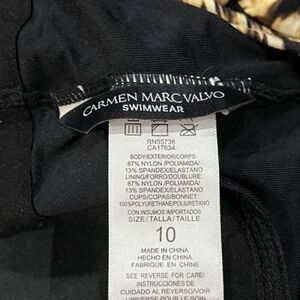 CARMEN MARC VALVO
SWIMWEAR
RN95736
CA17634
BODY/EXTERIOR/CORPS:
87% NYLON /POLIAMIDA/
13% SPANDEX/ELASTANO
LINING/FORRO/DOUBLURE:
87% NYLON /POLIAMIDA/
13% SPANDEX/ELASTANO
CUPS/COPAS/BONNET:
100%POLYURETHANE/POLIURETANO
CON INSUMOS IMPORTADOS
SIZE/TALLA/TAILLE:
10
MADE IN CHINA
HECHO EN CHINA
FABRIQUE EN CHINE
SEE REVERSE FOR CARE/
INSTRUCCIONES DE
CUIDADO AL REVERSO/VOIR